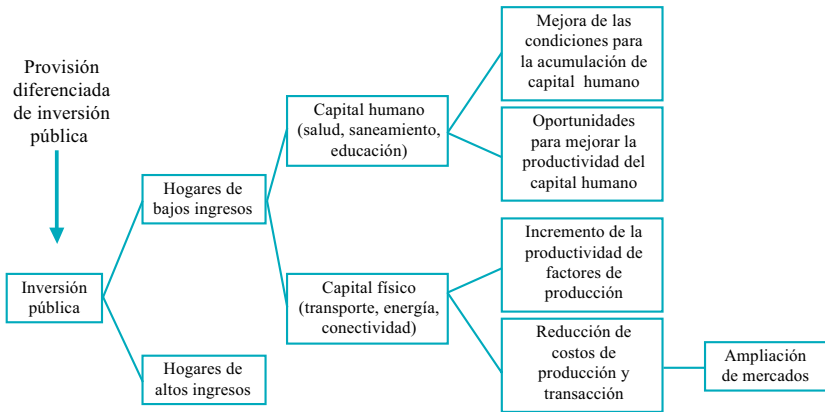 Provisión
diferenciada
de inversión
pública
Inversión
pública
Hogares de
bajos ingresos
Hogares de
altos ingresos
Capital humano
(salud, saneamiento,
educación)
Capital físico
(transporte, energía,
conectividad)
Mejora de las
condiciones para
la acumulación de
capital humano
Oportunidades
para mejorar la
productividad del
capital humano
Incremento de la
productividad de
factores de
producción
Reducción de
costos de
producción y
transacción
Ampliación
de mercados